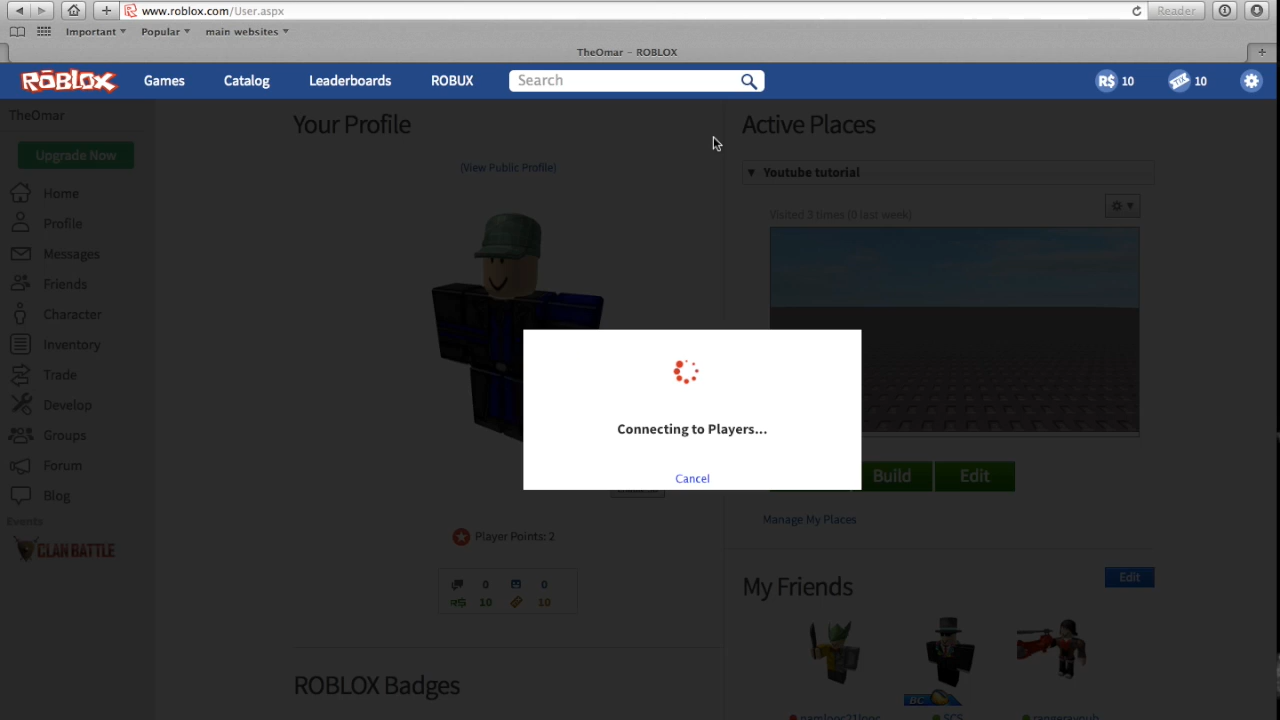 www.roblox.com/User.aspx
Reader
Important
Popular
main websites
TheOmar – ROBLOX
ROBLOX
Games
Catalog
Leaderboards
ROBUX
Search
R$ 10
TIX 10
TheOmar
Upgrade Now
Home
Profile
Messages
Friends
Character
Inventory
Trade
Develop
Groups
Forum
Blog
Events
CLAN BATTLE
Your Profile
(View Public Profile)
Connecting to Players...
Cancel
Player Points: 2
0
0
R$ 10
10
ROBLOX Badges
Active Places
Youtube tutorial
Visited 3 times (0 last week)
Build
Edit
Manage My Places
My Friends
Edit
BC